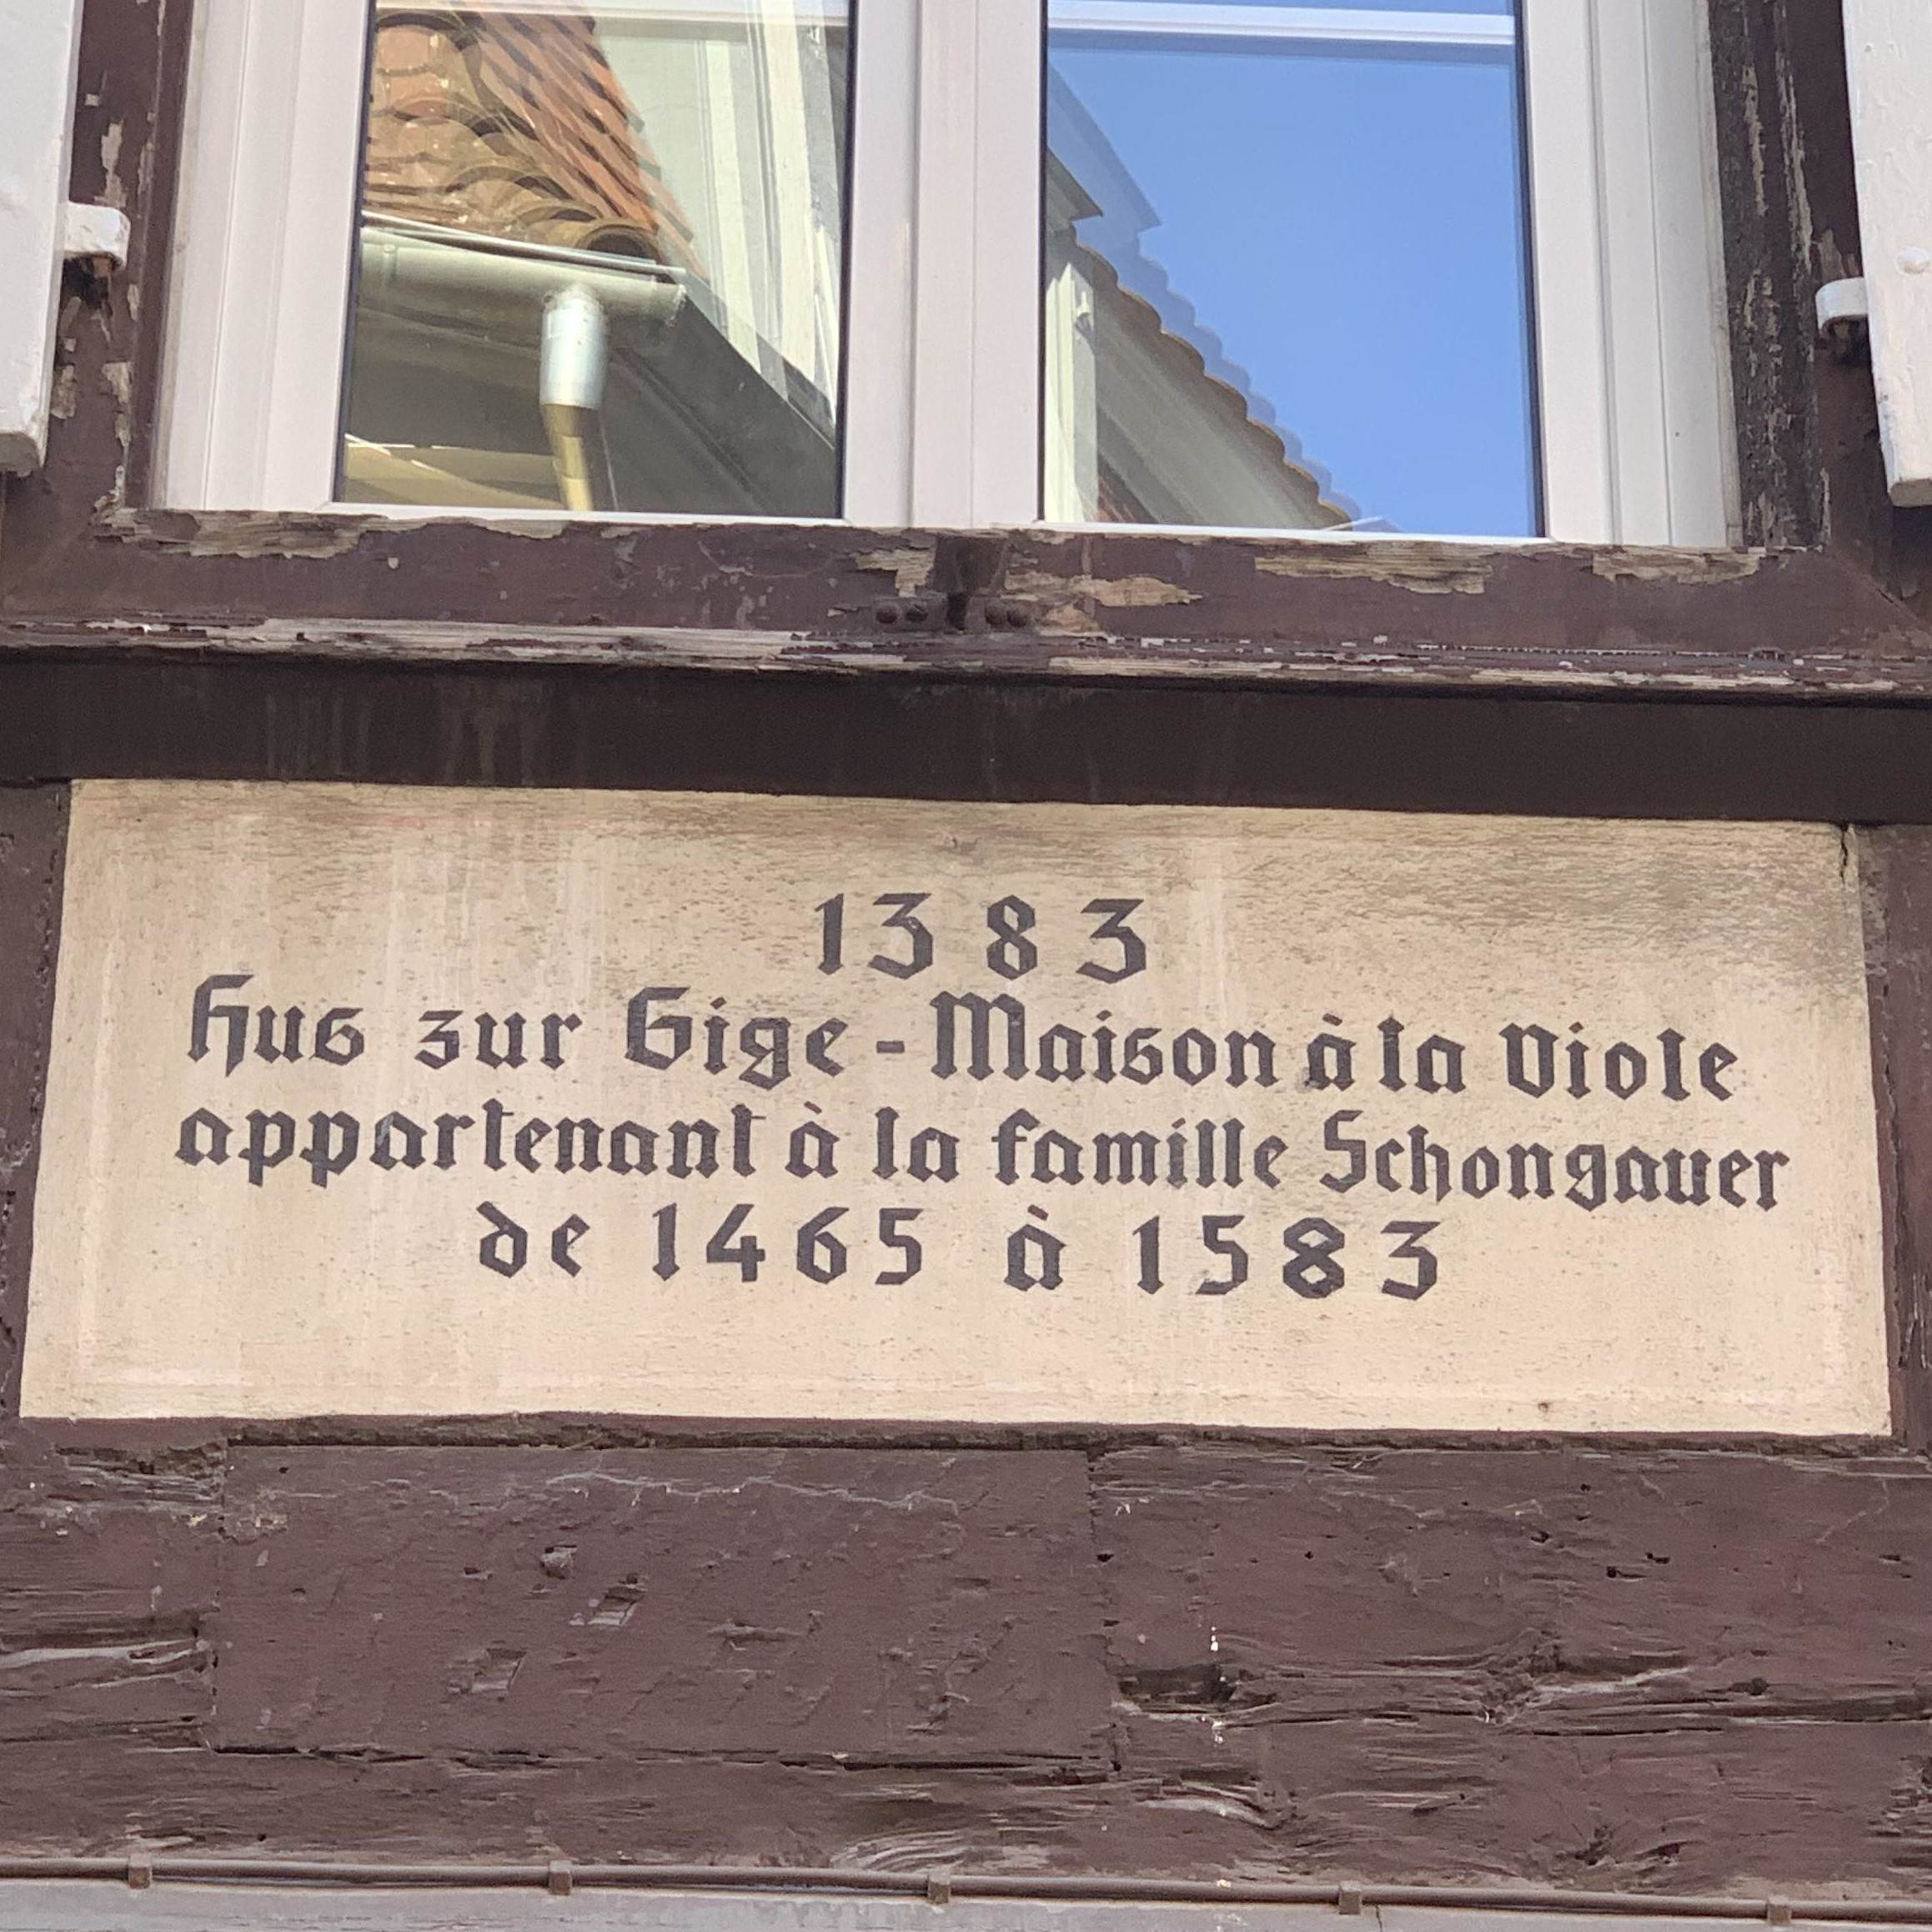 1383
Hus zur Gige - Maison à la Viole
appartenant à la famille Schongauer
de 1465 à 1583